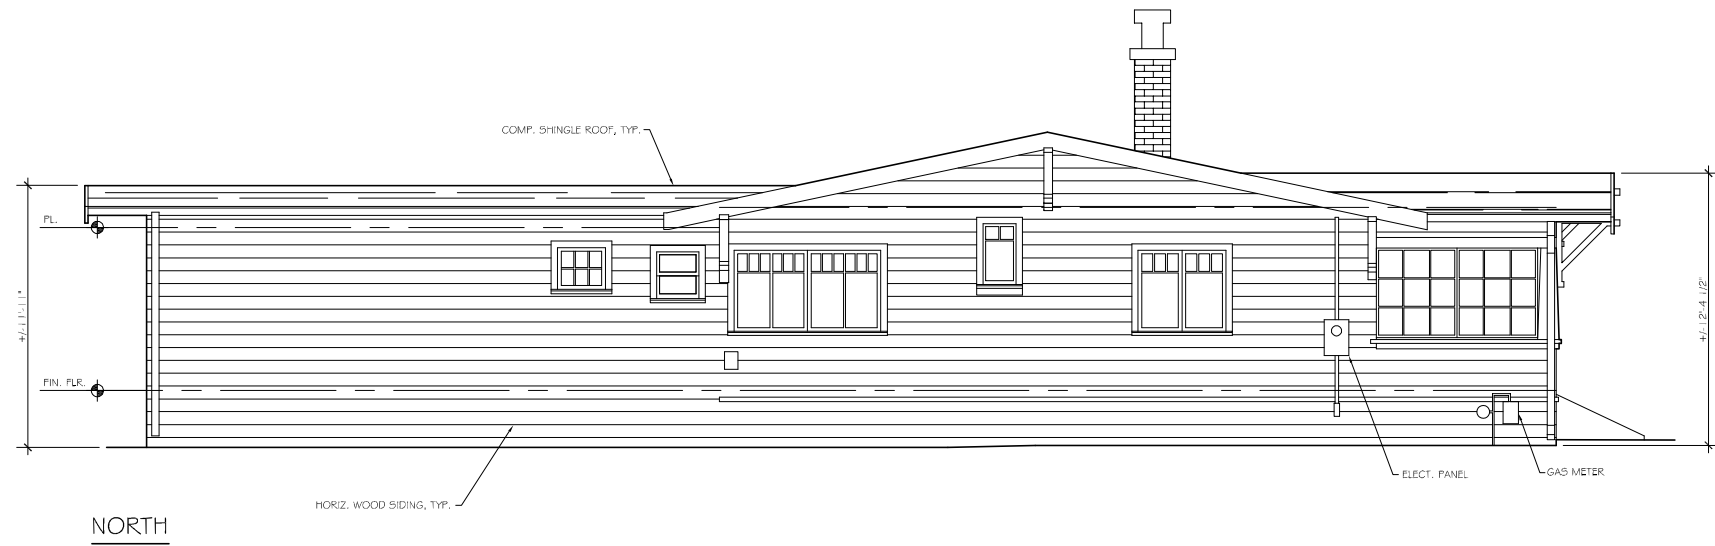 COMP. SHINGLE ROOF, TYP.
PL.
+/-11'-11"
+/-12'-4 1/2"
FIN. FLR.
ELECT. PANEL
GAS METER
HORIZ. WOOD SIDING, TYP.
NORTH